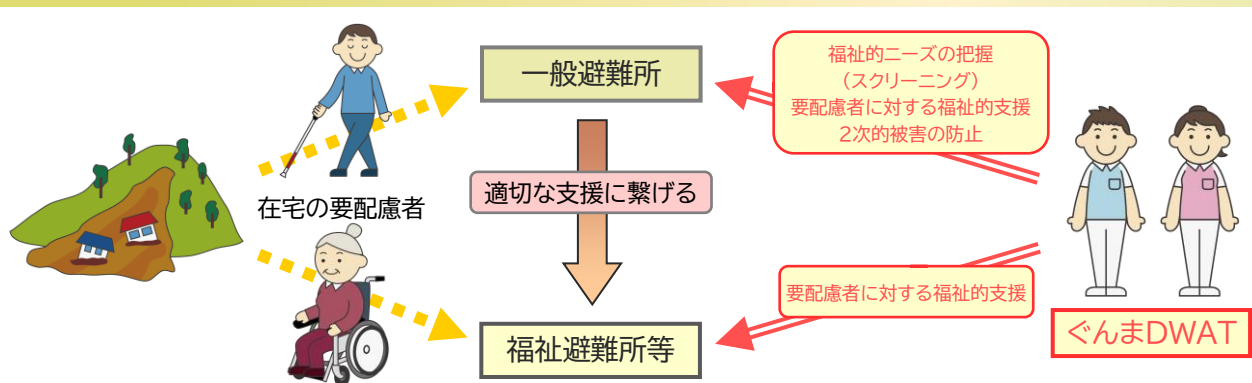 一般避難所
福祉的ニーズの把握
(スクリーニング)
要配慮者に対する福祉的支援
2次的被害の防止
適切な支援に繋げる
在宅の要配慮者
要配慮者に対する福祉的支援
福祉避難所等
ぐんまDWAT